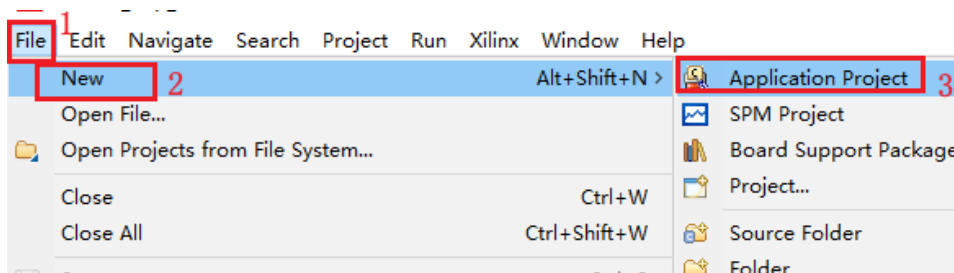 1
File Edit Navigate Search Project Run Xilinx Window Help
New 2 Alt+Shift+N > Application Project 3
Open File... SPM Project
Open Projects from File System... Board Support Package
Project...
Close Ctrl+W
Close All Ctrl+Shift+W Source Folder
Folder